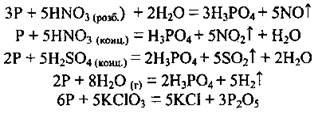 3P + 5HNO₃ (розб.) + 2H₂O = 3H₃PO₄ + 5NO↑
P + 5HNO₃ (конц.) = H₃PO₄ + 5NO₂↑ + H₂O
2P + 5H₂SO₄ (конц.) = 2H₃PO₄ + 5SO₂↑ + 2H₂O
2P + 8H₂O (г) = 2H₃PO₄ + 5H₂↑
6P + 5KClO₃ = 5KCl + 3P₂O₅